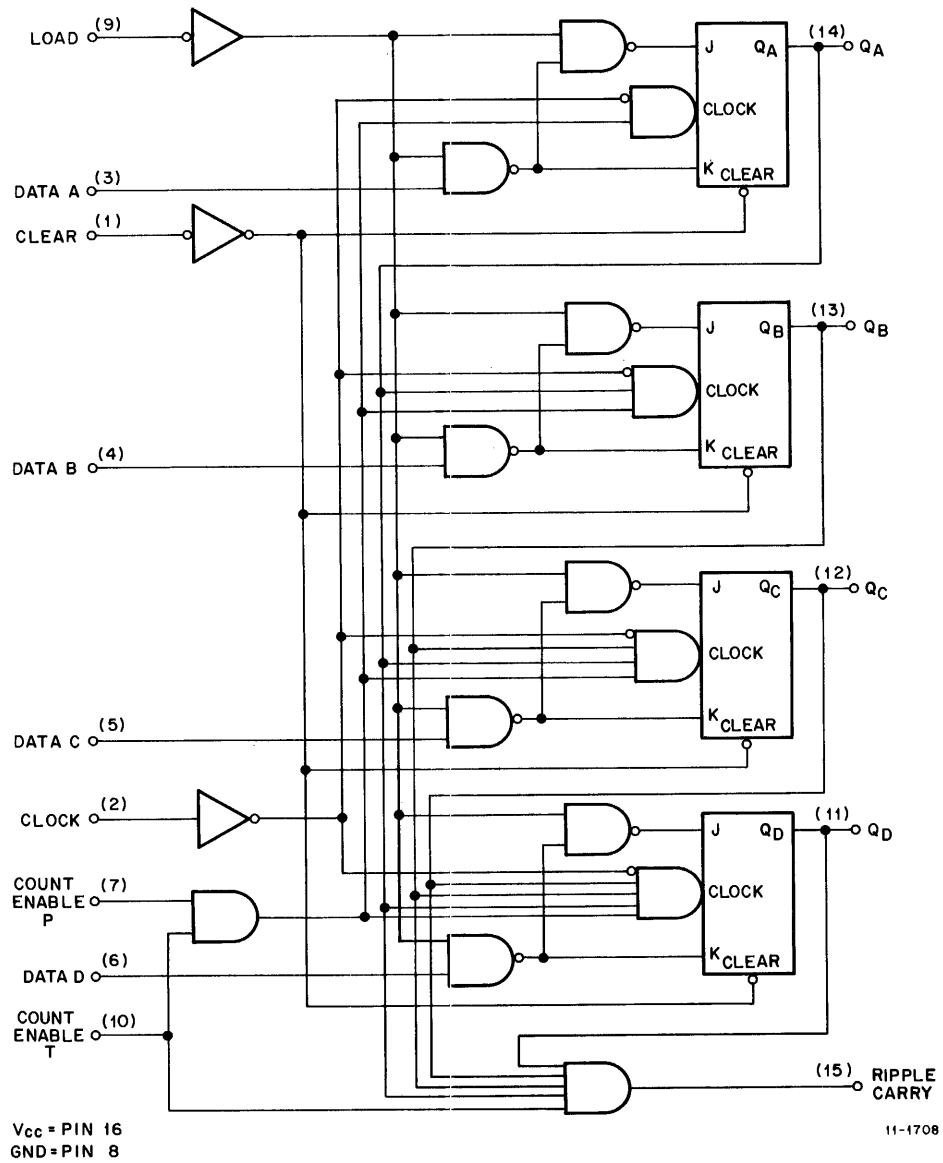 LOAD (9)
DATA A (3)
CLEAR (1)
DATA B (4)
DATA C (5)
CLOCK (2)
COUNT
ENABLE (7)
P
DATA D (6)
COUNT
ENABLE (10)
T
J QA (14) QA
CLOCK
K CLEAR
J QB (13) QB
CLOCK
K CLEAR
J QC (12) QC
CLOCK
K CLEAR
J QD (11) QD
CLOCK
K CLEAR
(15) RIPPLE
CARRY
Vcc = PIN 16
GND = PIN 8
11-1708